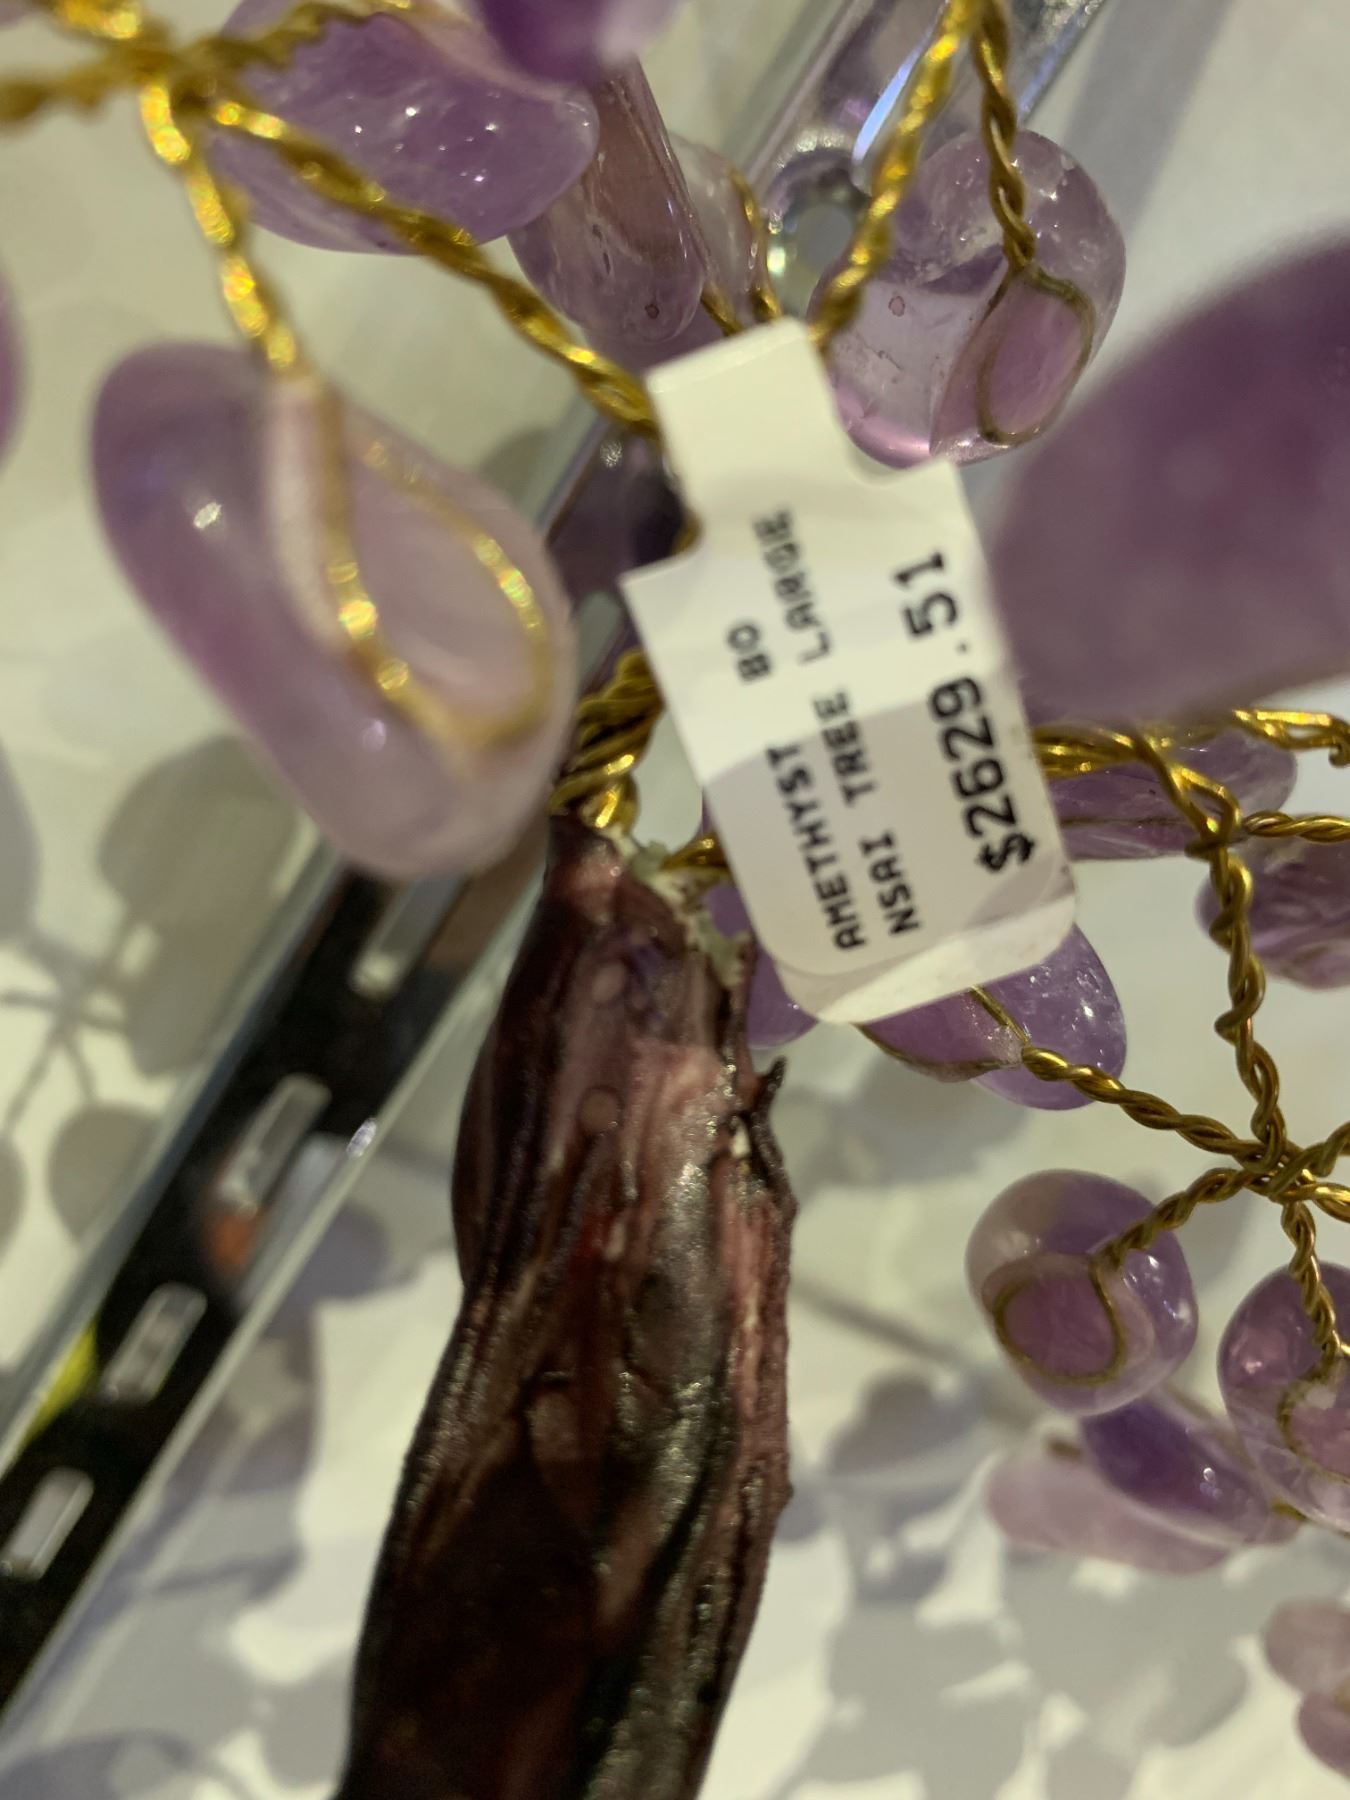 AMETHYST BO
NSAI TREE LARGE
$2629.51